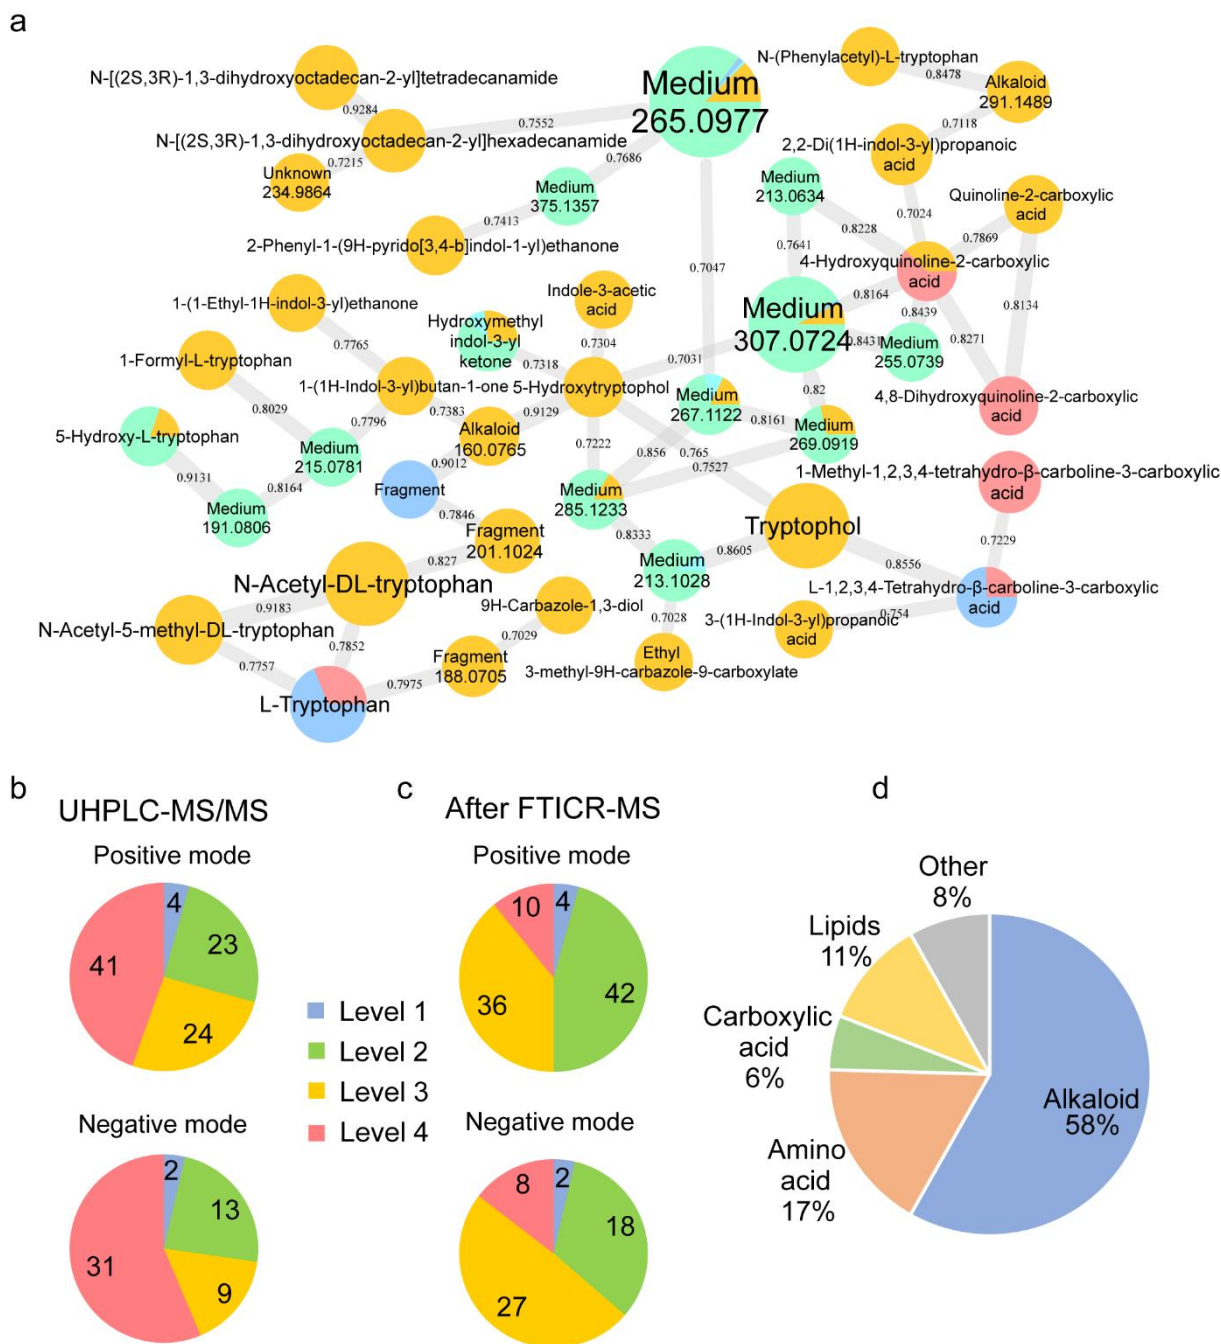 a
N-[(2S,3R)-1,3-dihydroxyoctadecan-2-yl]tetradecanamide
0.9284
N-[(2S,3R)-1,3-dihydroxyoctadecan-2-yl]hexadecanamide
0.7215
Unknown
234.9864
0.7552
Medium
265.0977
0.7686
Medium
375.1357
0.7413
2-Phenyl-1-(9H-pyrido[3,4-b]indol-1-yl)ethanone
0.7047
N-(Phenylacetyl)-L-tryptophan
0.8478
Alkaloid
291.1489
0.7118
2,2-Di(1H-indol-3-yl)propanoic
acid
0.7024
Medium
213.0634
0.8228
0.7641
Quinoline-2-carboxylic
acid
0.7869
4-Hydroxyquinoline-2-carboxylic
acid
0.8164
0.8439
0.8271
0.8134
Medium
307.0724
0.8431
Medium
255.0739
0.82
0.7031
4,8-Dihydroxyquinoline-2-carboxylic
acid
1-(1-Ethyl-1H-indol-3-yl)ethanone
0.7765
Indole-3-acetic
acid
0.7304
Hydroxymethyl
indol-3-yl
ketone
0.7318
1-Formyl-L-tryptophan
0.8029
1-(1H-Indol-3-yl)butan-1-one
0.7796
0.7383
5-Hydroxytryptophol
0.9129
Alkaloid
160.0765
0.9012
5-Hydroxy-L-tryptophan
0.9131
Medium
215.0781
0.8164
Medium
191.0806
Fragment
0.7846
Fragment
201.1024
0.827
0.7222
0.856
0.765
Medium
267.1122
0.8161
Medium
269.0919
0.7527
Medium
285.1233
0.8333
Medium
213.1028
0.8605
Tryptophol
0.8556
1-Methyl-1,2,3,4-tetrahydro-β-carboline-3-carboxylic
acid
0.7229
L-1,2,3,4-Tetrahydro-β-carboline-3-carboxylic
acid
0.754
3-(1H-Indol-3-yl)propanoic
acid
0.7028
Ethyl
3-methyl-9H-carbazole-9-carboxylate
N-Acetyl-DL-tryptophan
0.9183
N-Acetyl-5-methyl-DL-tryptophan
0.7852
0.7757
L-Tryptophan
0.7975
Fragment
188.0705
0.7029
9H-Carbazole-1,3-diol
b
UHPLC-MS/MS
Positive mode
4
23
24
41
Negative mode
2
13
9
31
Level 1
Level 2
Level 3
Level 4
c
After FTICR-MS
Positive mode
4
42
36
10
Negative mode
2
18
27
8
d
Other
8%
Lipids
11%
Carboxylic
acid
6%
Amino
acid
17%
Alkaloid
58%